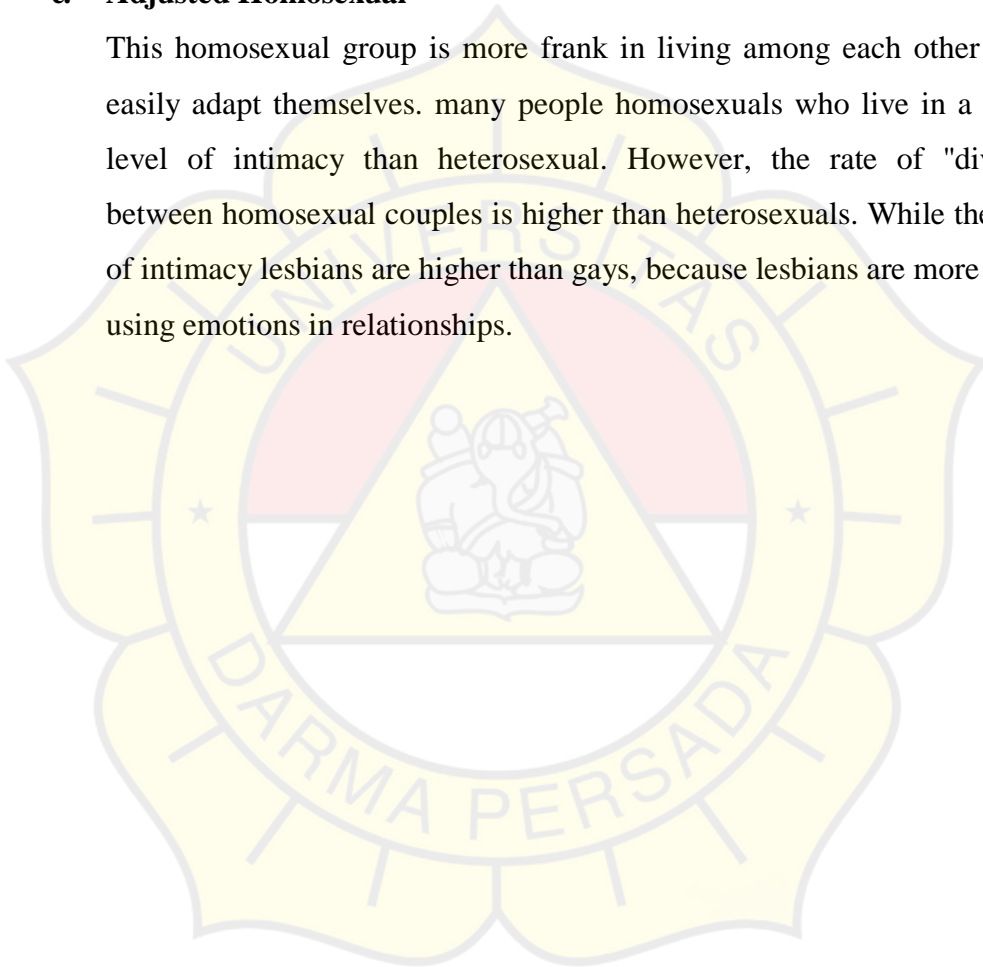 Adjusted Homosexual
This homosexual group is more frank in living among each other
easily adapt themselves. many people homosexuals who live in a
level of intimacy than heterosexual. However, the rate of "div
between homosexual couples is higher than heterosexuals. While the
of intimacy lesbians are higher than gays, because lesbians are more
using emotions in relationships.
UNIVERSITAS
DARMA PERSADA